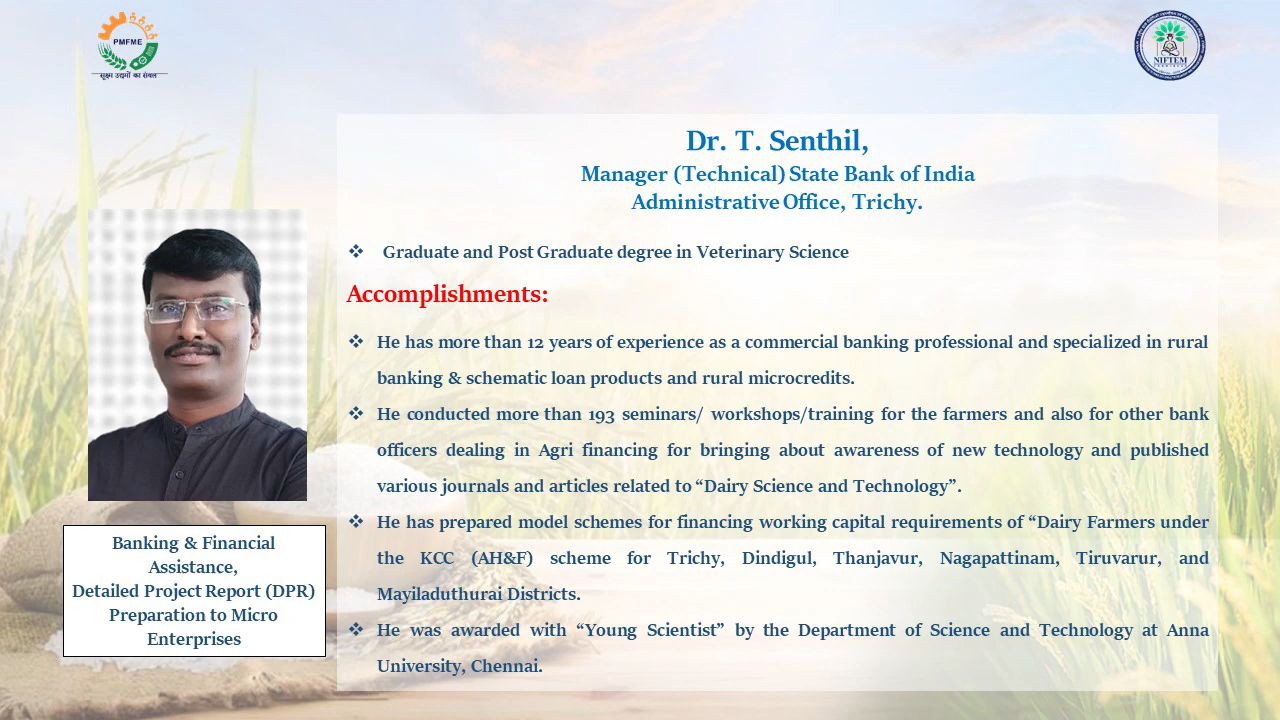 PMFME
सूक्ष्म उद्यमों का संबल
NIFTEM
Dr. T. Senthil,
Manager (Technical) State Bank of India
Administrative Office, Trichy.
❖ Graduate and Post Graduate degree in Veterinary Science
Accomplishments:
❖ He has more than 12 years of experience as a commercial banking professional and specialized in rural
banking & schematic loan products and rural microcredits.
❖ He conducted more than 193 seminars/ workshops/training for the farmers and also for other bank
officers dealing in Agri financing for bringing about awareness of new technology and published
various journals and articles related to “Dairy Science and Technology”.
❖ He has prepared model schemes for financing working capital requirements of “Dairy Farmers under
the KCC (AH&F) scheme for Trichy, Dindigul, Thanjavur, Nagapattinam, Tiruvarur, and
Mayiladuthurai Districts.
❖ He was awarded with “Young Scientist” by the Department of Science and Technology at Anna
University, Chennai.
Banking & Financial
Assistance,
Detailed Project Report (DPR)
Preparation to Micro
Enterprises